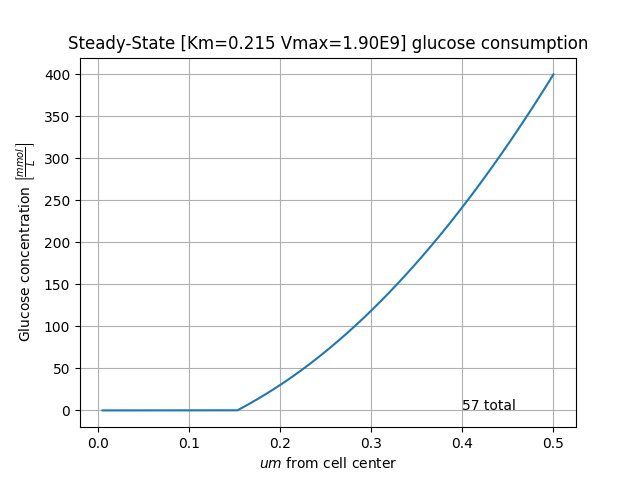 Steady-State [Km=0.215 Vmax=1.90E9] glucose consumption
400
350
300
250
200
150
100
50
0
Glucose concentration [mmol/L]
57 total
0.0 0.1 0.2 0.3 0.4 0.5
um from cell center